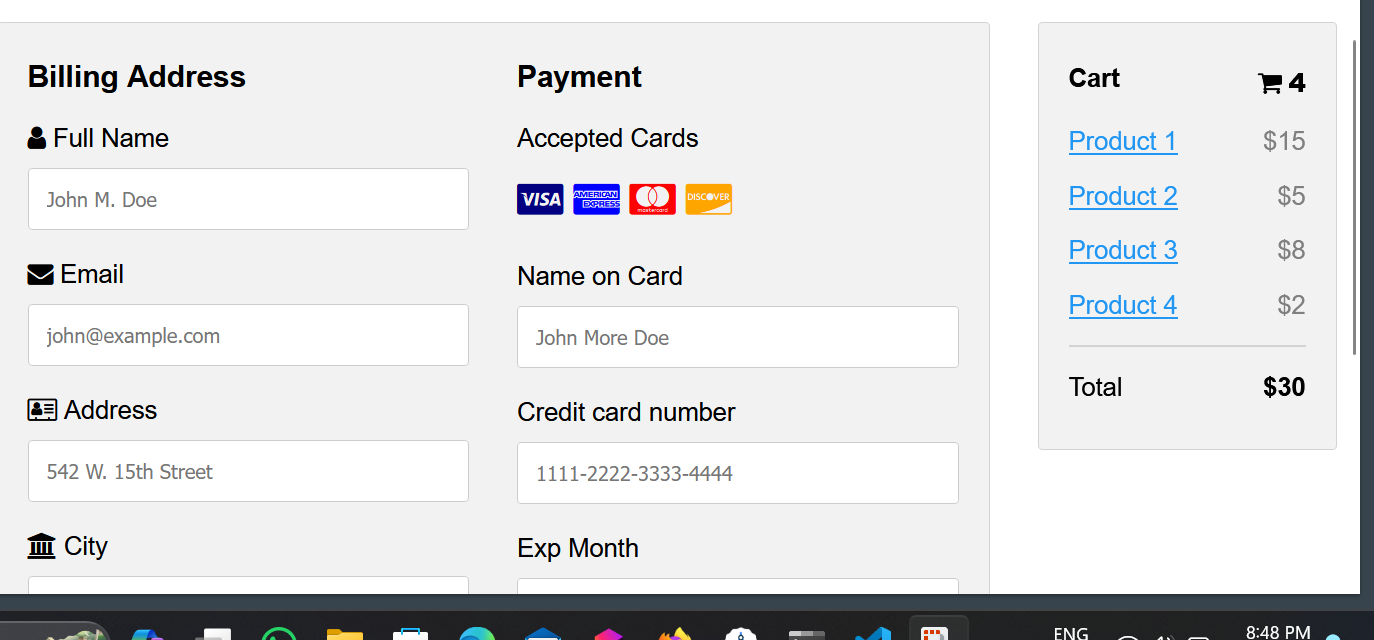 Billing Address
Full Name
John M. Doe
Email
john@example.com
Address
542 W. 15th Street
City
Payment
Accepted Cards
VISA AMERICAN EXPRESS mastercard DISCOVER
Name on Card
John More Doe
Credit card number
1111-2222-3333-4444
Exp Month
Cart 4
Product 1 $15
Product 2 $5
Product 3 $8
Product 4 $2
Total $30
ENG 8:48 PM